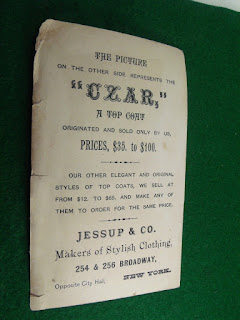 THE PICTURE
ON THE OTHER SIDE REPRESENTS THE
"CZAR,"
A TOP COAT
ORIGINATED AND SOLD ONLY BY US,
PRICES, $35. to $100.
OUR OTHER ELEGANT AND ORIGINAL
STYLES OF TOP COATS, WE SELL AT
FROM $12. TO $65. AND MAKE ANY OF
THEM TO ORDER FOR THE SAME PRICE.
JESSUP & CO.
Makers of Stylish Clothing,
254 & 256 BROADWAY,
Opposite City Hall, NEW YORK.